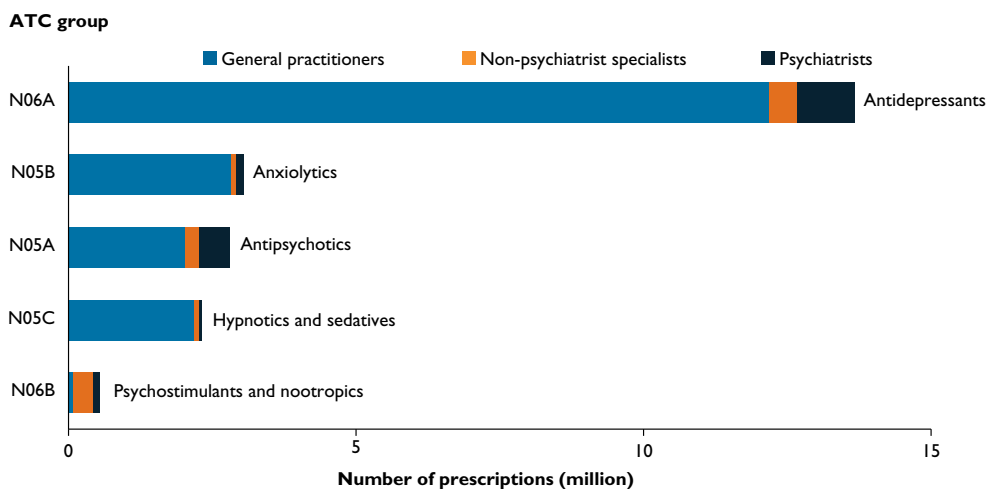 ATC group
General practitioners
Non-psychiatrist specialists
Psychiatrists
N06A
Antidepressants
N05B
Anxiolytics
N05A
Antipsychotics
N05C
Hypnotics and sedatives
N06B
Psychostimulants and nootropics
0
5
10
15
Number of prescriptions (million)